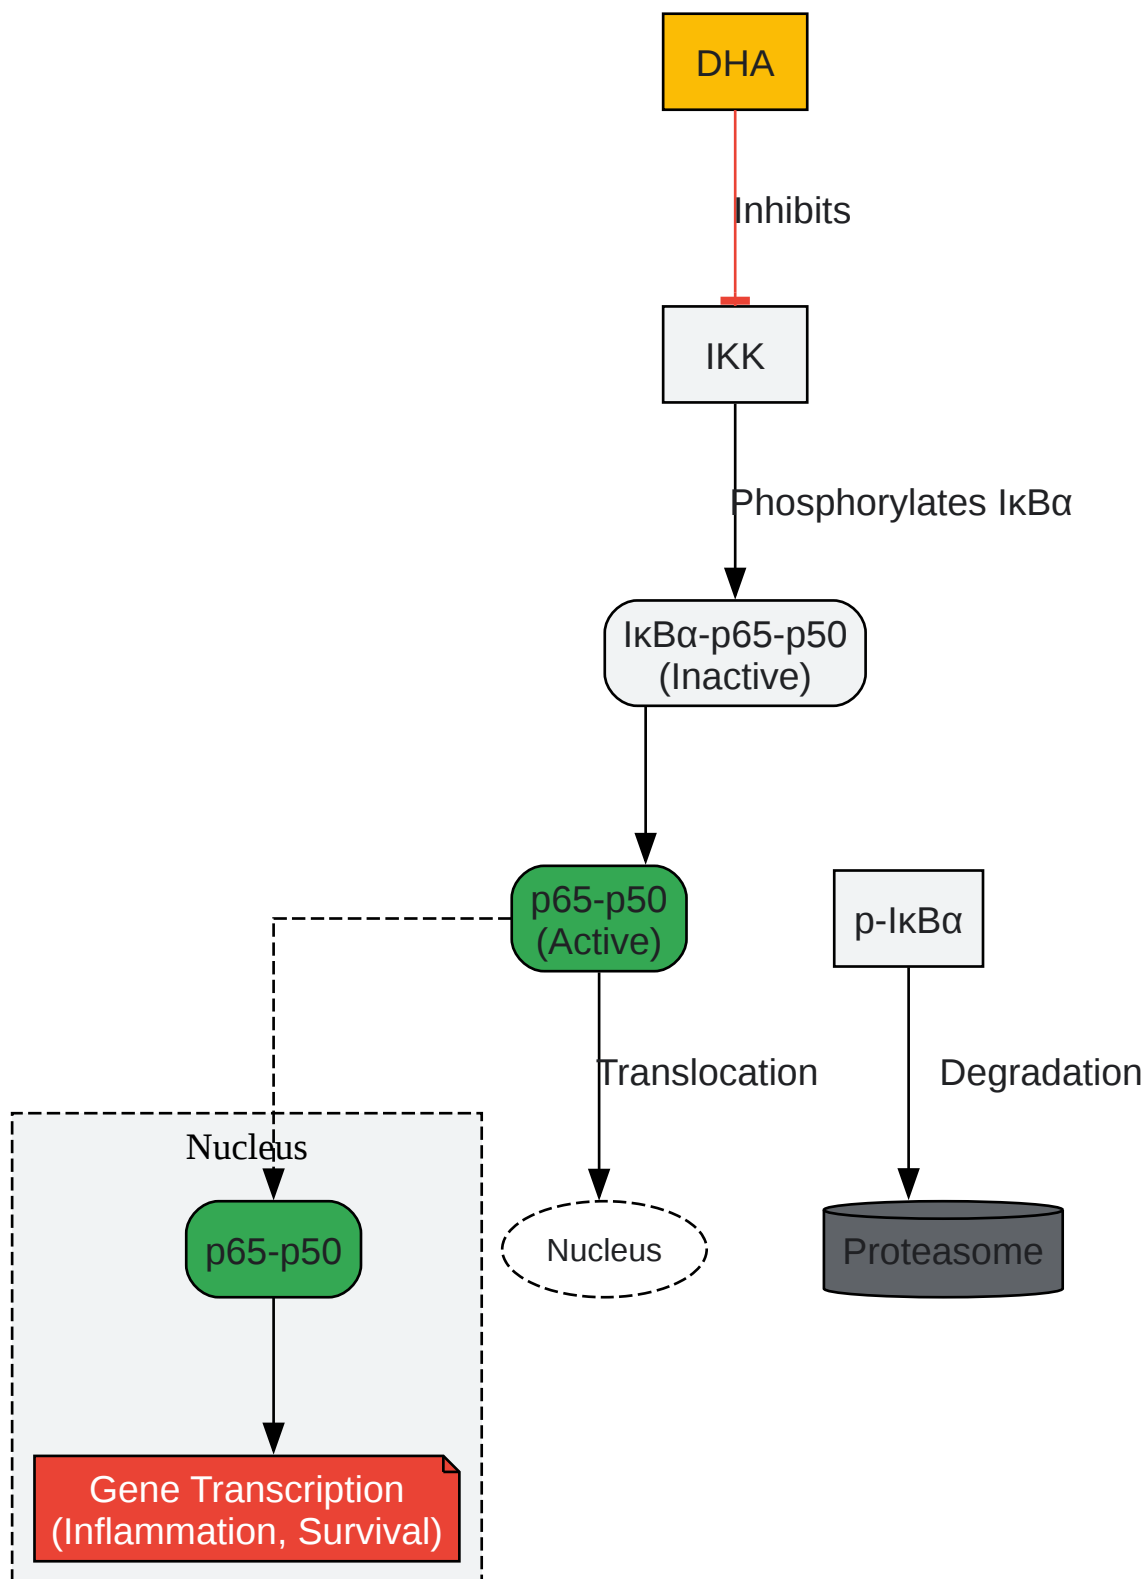 DHA
Inhibits
IKK
Phosphorylates IκBα
IκBα-p65-p50
(Inactive)
p65-p50
(Active)
p-IκBα
Translocation
Degradation
Nucleus
p65-p50
Nucleus
Proteasome
Gene Transcription
(Inflammation, Survival)